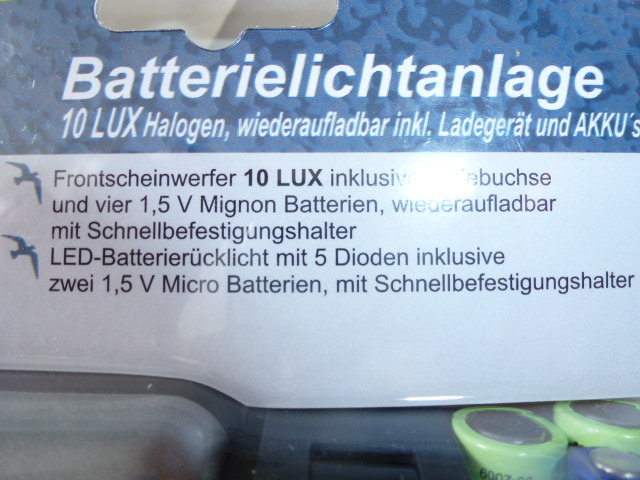 Batterielichtanlage
10 LUX Halogen, wiederaufladbar inkl. Ladegerät und AKKU´s
Frontscheinwerfer 10 LUX inklusive
und vier 1,5 V Mignon Batterien, wiederaufladbar
mit Schnellbefestigungshalter
LED-Batterierücklicht mit 5 Dioden inklusive
zwei 1,5 V Micro Batterien, mit Schnellbefestigungshalter